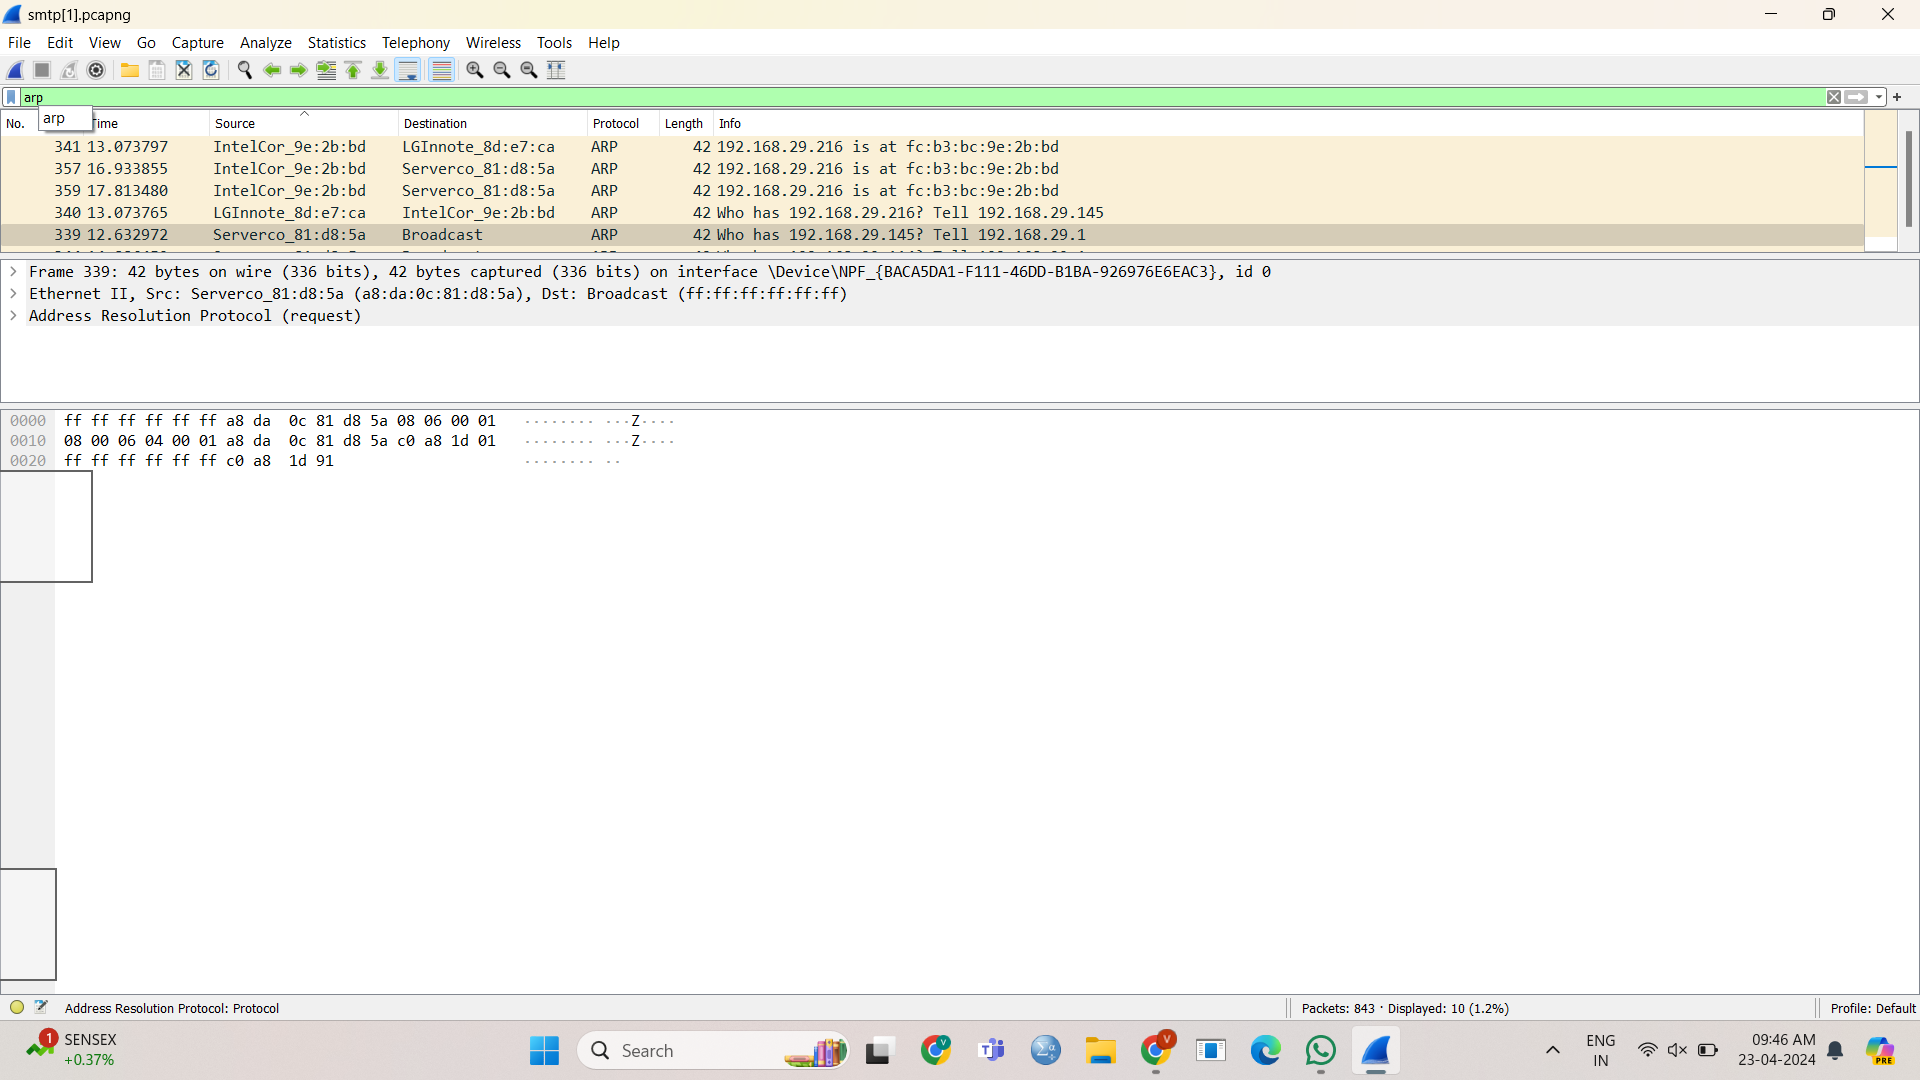 smtp[1].pcapng
File Edit View Go Capture Analyze Statistics Telephony Wireless Tools Help
arp
arp
No. Time Source Destination Protocol Length Info
341 13.073797 IntelCor_9e:2b:bd LGInnote_8d:e7:ca ARP 42 192.168.29.216 is at fc:b3:bc:9e:2b:bd
357 16.933855 IntelCor_9e:2b:bd Serverco_81:d8:5a ARP 42 192.168.29.216 is at fc:b3:bc:9e:2b:bd
359 17.813480 IntelCor_9e:2b:bd Serverco_81:d8:5a ARP 42 192.168.29.216 is at fc:b3:bc:9e:2b:bd
340 13.073765 LGInnote_8d:e7:ca IntelCor_9e:2b:bd ARP 42 Who has 192.168.29.216? Tell 192.168.29.145
339 12.632972 Serverco_81:d8:5a Broadcast ARP 42 Who has 192.168.29.145? Tell 192.168.29.1
Frame 339: 42 bytes on wire (336 bits), 42 bytes captured (336 bits) on interface \Device\NPF_{BACA5DA1-F111-46DD-B1BA-926976E6EAC3}, id 0
Ethernet II, Src: Serverco_81:d8:5a (a8:da:0c:81:d8:5a), Dst: Broadcast (ff:ff:ff:ff:ff:ff)
Address Resolution Protocol (request)
0000 ff ff ff ff ff ff a8 da 0c 81 d8 5a 08 06 00 01 ········ ···Z····
0010 08 00 06 04 00 01 a8 da 0c 81 d8 5a c0 a8 1d 01 ········ ···Z····
0020 ff ff ff ff ff ff c0 a8 1d 91 ········ ··
Address Resolution Protocol: Protocol
Packets: 843 · Displayed: 10 (1.2%)
Profile: Default
1
SENSEX
+0.37%
Search
V
V
ENG
IN
09:46 AM
23-04-2024
PRE